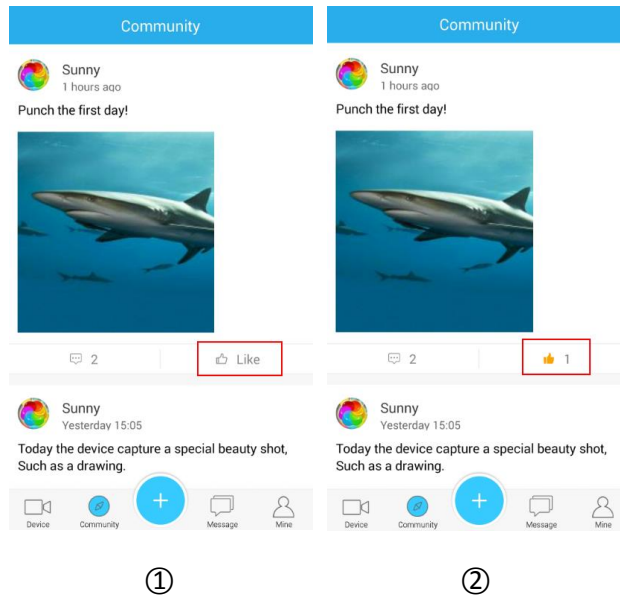 Community
Sunny
1 hours ago
Punch the first day!
2
Like
Sunny
Yesterday 15:05
Today the device capture a special beauty shot,
Such as a drawing.
+
Device
Community
Message
Mine
①
Community
Sunny
1 hours ago
Punch the first day!
2
1
Sunny
Yesterday 15:05
Today the device capture a special beauty shot,
Such as a drawing.
+
Device
Community
Message
Mine
②